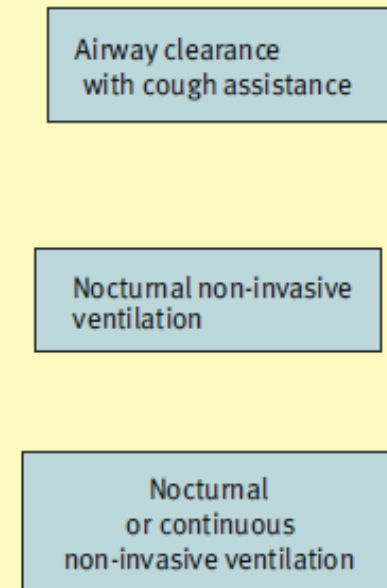 Airway clearance
with cough assistance
Nocturnal non-invasive
ventilation
Nocturnal
or continuous
non-invasive ventilation